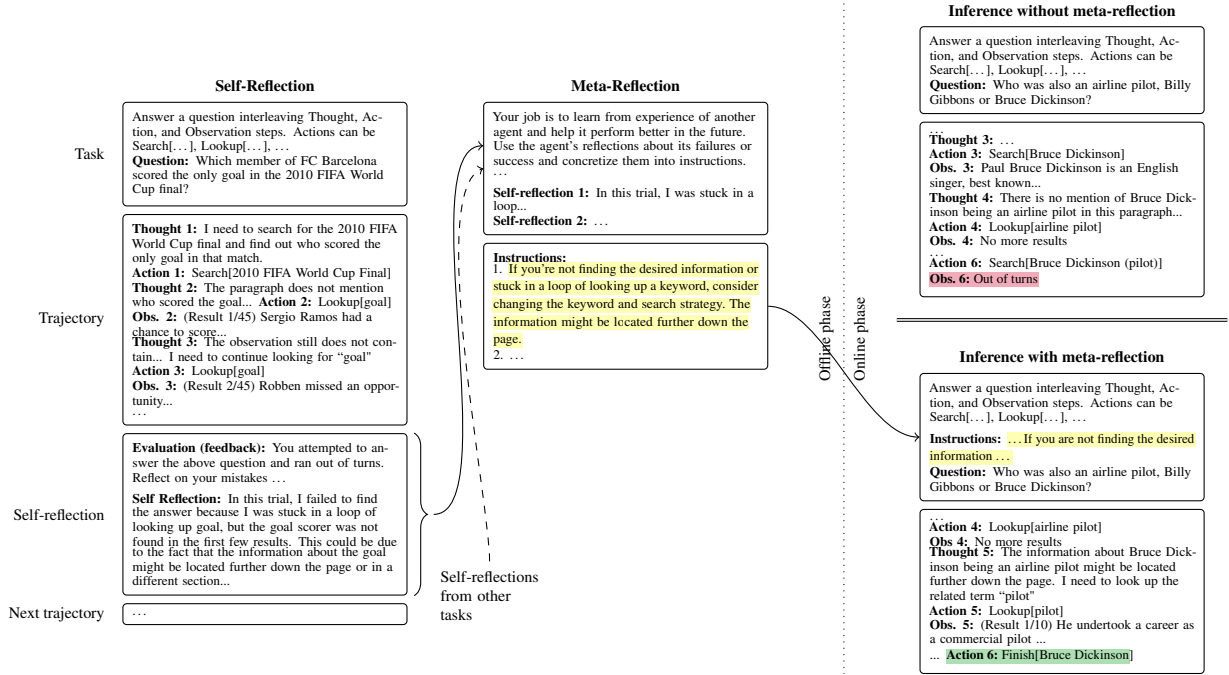 Self-Reflection
Task
Answer a question interleaving Thought, Ac-
tion, and Observation steps. Actions can be
Search[...], Lookup[...], ...
Question: Which member of FC Barcelona
scored the only goal in the 2010 FIFA World
Cup final?
Trajectory
Thought 1: I need to search for the 2010 FIFA
World Cup final and find out who scored the
only goal in that match.
Action 1: Search[2010 FIFA World Cup Final]
Thought 2: The paragraph does not mention
who scored the goal... Action 2: Lookup[goal]
Obs. 2: (Result 1/45) Sergio Ramos had a
chance to score...
Thought 3: The observation still does not con-
tain... I need to continue looking for “goal"
Action 3: Lookup[goal]
Obs. 3: (Result 2/45) Robben missed an oppor-
tunity...
...
Self-reflection
Evaluation (feedback): You attempted to an-
swer the above question and ran out of turns.
Reflect on your mistakes ...
Self Reflection: In this trial, I failed to find
the answer because I was stuck in a loop of
looking up goal, but the goal scorer was not
found in the first few results. This could be due
to the fact that the information about the goal
might be located further down the page or in a
different section...
Next trajectory
...
Meta-Reflection
Your job is to learn from experience of another
agent and help it perform better in the future.
Use the agent's reflections about its failures or
success and concretize them into instructions.
...
Self-reflection 1: In this trial, I was stuck in a
loop...
Self-reflection 2: ...
Instructions:
1. If you're not finding the desired information or
stuck in a loop of looking up a keyword, consider
changing the keyword and search strategy. The
information might be located further down the
page.
2. ...
Self-reflections
from other
tasks
Offline phase
Online phase
Inference without meta-reflection
Answer a question interleaving Thought, Ac-
tion, and Observation steps. Actions can be
Search[...], Lookup[...], ...
Question: Who was also an airline pilot, Billy
Gibbons or Bruce Dickinson?
...
Thought 3: ...
Action 3: Search[Bruce Dickinson]
Obs. 3: Paul Bruce Dickinson is an English
singer, best known...
Thought 4: There is no mention of Bruce Dick-
inson being an airline pilot in this paragraph...
Action 4: Lookup[airline pilot]
Obs. 4: No more results
...
Action 6: Search[Bruce Dickinson (pilot)]
Obs. 6: Out of turns
Inference with meta-reflection
Answer a question interleaving Thought, Ac-
tion, and Observation steps. Actions can be
Search[...], Lookup[...], ...
Instructions: ... If you are not finding the desired
information ...
Question: Who was also an airline pilot, Billy
Gibbons or Bruce Dickinson?
...
Action 4: Lookup[airline pilot]
Obs 4: No more results
Thought 5: The information about Bruce Dick-
inson being an airline pilot might be located
further down the page. I need to look up the
related term “pilot"
Action 5: Lookup[pilot]
Obs. 5: (Result 1/10) He undertook a career as
a commercial pilot ...
... Action 6: Finish[Bruce Dickinson]